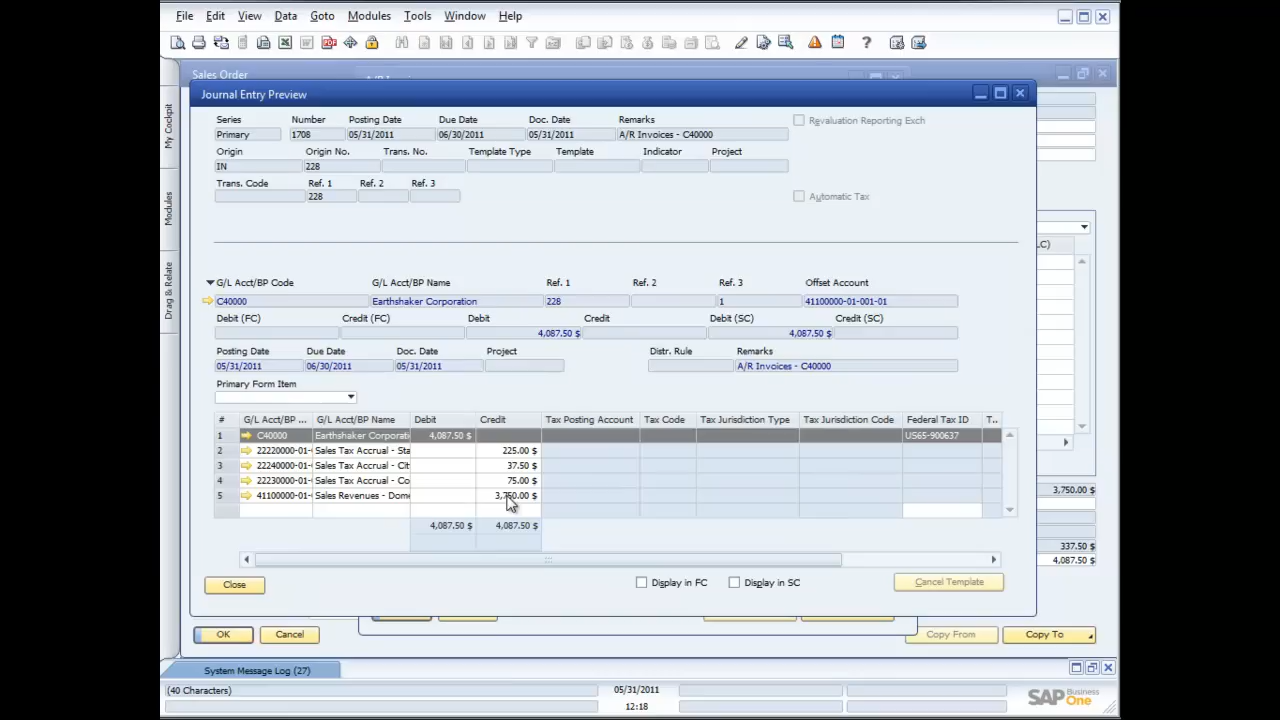 File Edit View Data Goto Modules Tools Window Help
Sales Order
Journal Entry Preview
My Cockpit
Modules
Drag & Relate
Series Number Posting Date Due Date Doc. Date Remarks
Primary 1708 05/31/2011 06/30/2011 05/31/2011 A/R Invoices - C40000
Revaluation Reporting Exch
Origin Origin No. Trans. No. Template Type Template Indicator Project
IN 228
Trans. Code Ref. 1 Ref. 2 Ref. 3
228
Automatic Tax
G/L Acct/BP Code G/L Acct/BP Name Ref. 1 Ref. 2 Ref. 3 Offset Account
C40000 Earthshaker Corporation 228 1 41100000-01-001-01
Debit (FC) Credit (FC) Debit Credit Debit (SC) Credit (SC)
4,087.50 $ 4,087.50 $
Posting Date Due Date Doc. Date Project Distr. Rule Remarks
05/31/2011 06/30/2011 05/31/2011 A/R Invoices - C40000
Primary Form Item
# G/L Acct/BP ... G/L Acct/BP Name Debit Credit Tax Posting Account Tax Code Tax Jurisdiction Type Tax Jurisdiction Code Federal Tax ID T..
1 C40000 Earthshaker Corporati 4,087.50 $ US65-900637
2 22220000-01- Sales Tax Accrual - Sta 225.00 $
3 22240000-01- Sales Tax Accrual - Cit 37.50 $
4 22230000-01- Sales Tax Accrual - Co 75.00 $
5 41100000-01- Sales Revenues - Dome 3,750.00 $
4,087.50 $ 4,087.50 $
LC)
3,750.00 $
337.50 $
4,087.50 $
Display in FC Display in SC Cancel Template
Close
OK Cancel Copy From Copy To
System Message Log (27)
(40 Characters) 05/31/2011
12:18
SAP Business One